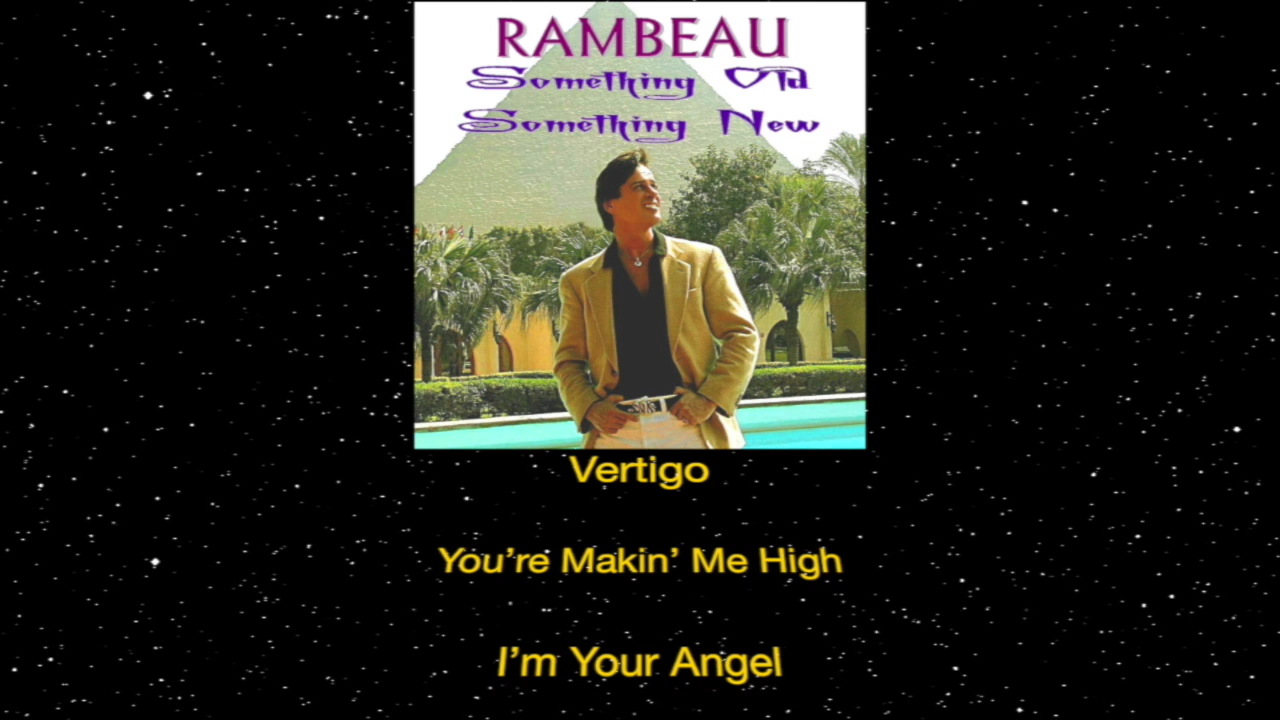 RAMBEAU
Something Old
Something New
Vertigo
You’re Makin’ Me High
I’m Your Angel